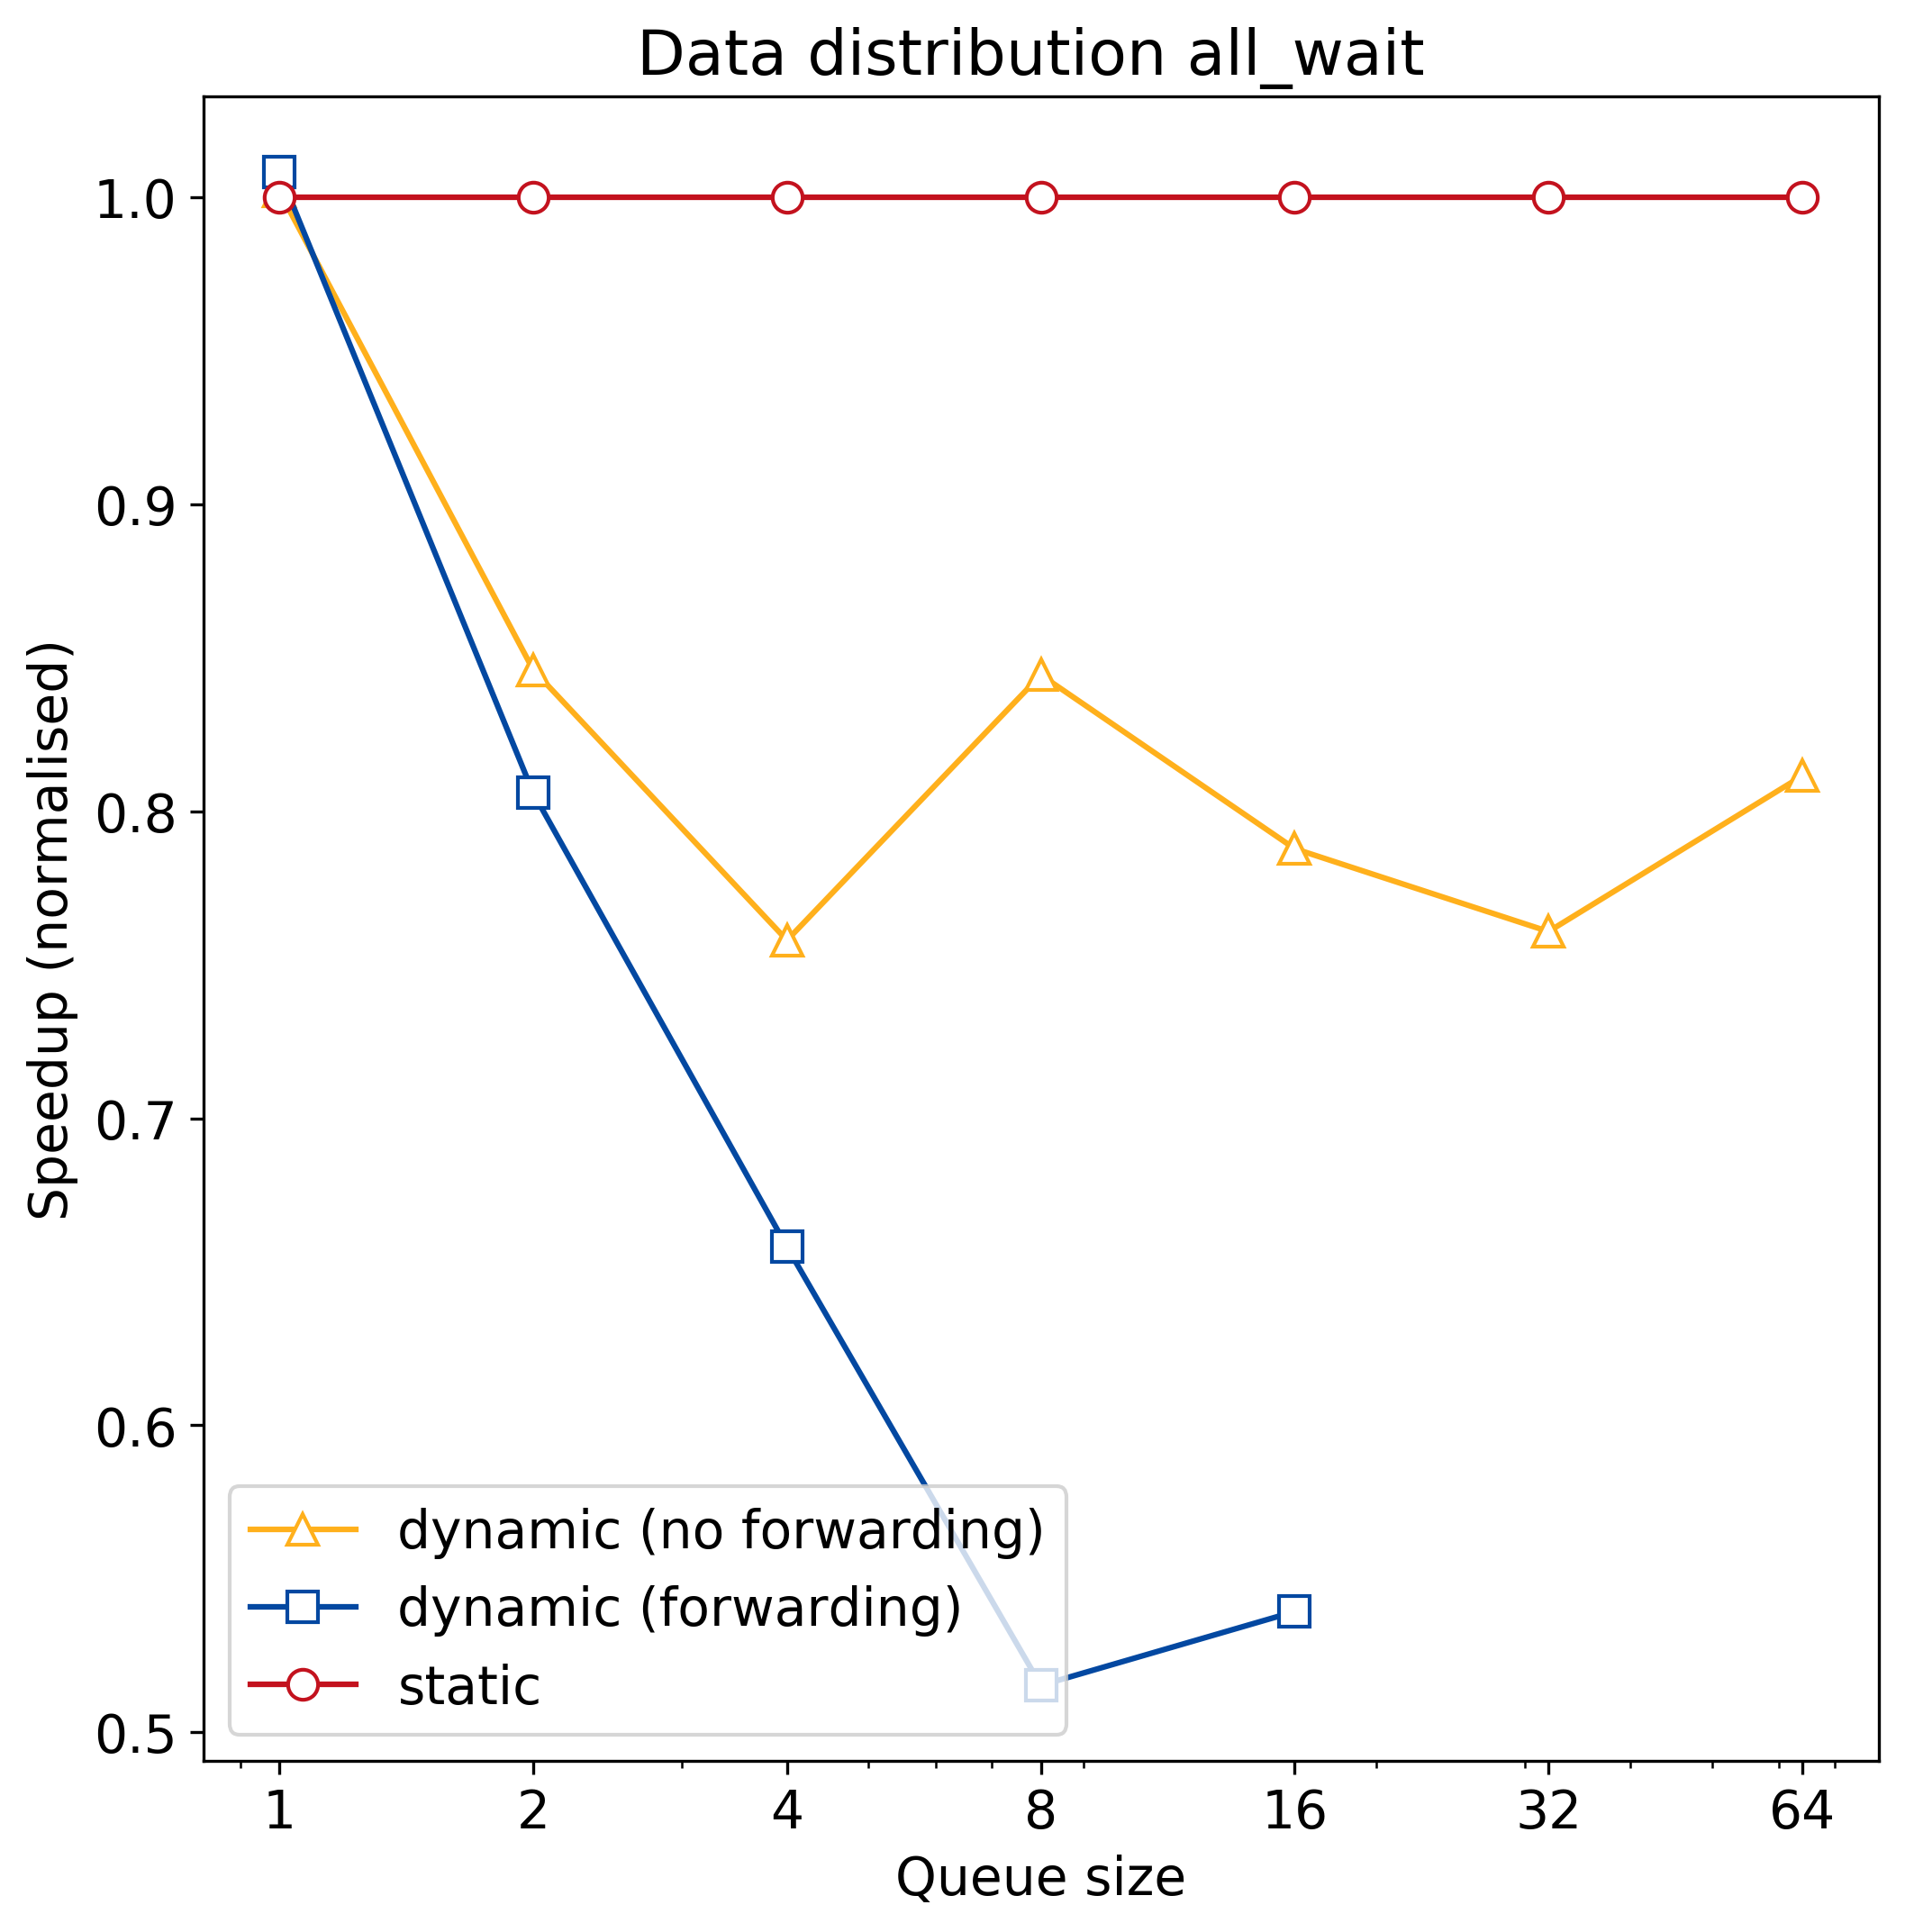 Data distribution all_wait
Speedup (normalised)
1.0
0.9
0.8
0.7
0.6
0.5
dynamic (no forwarding)
dynamic (forwarding)
static
1 2 4 8 16 32 64
Queue size